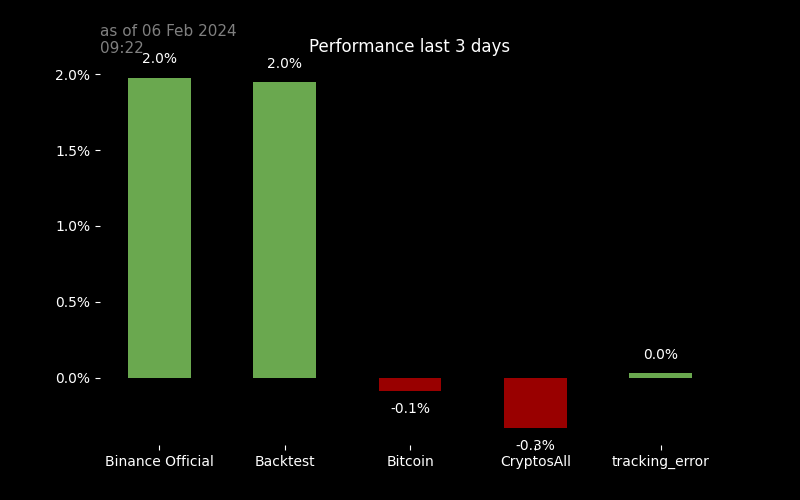 as of 06 Feb 2024
09:22
Performance last 3 days
2.0%
2.0%
2.0%
1.5%
1.0%
0.5%
0.0%
0.0%
-0.1%
-0.3%
Binance Official
Backtest
Bitcoin
CryptosAll
tracking_error